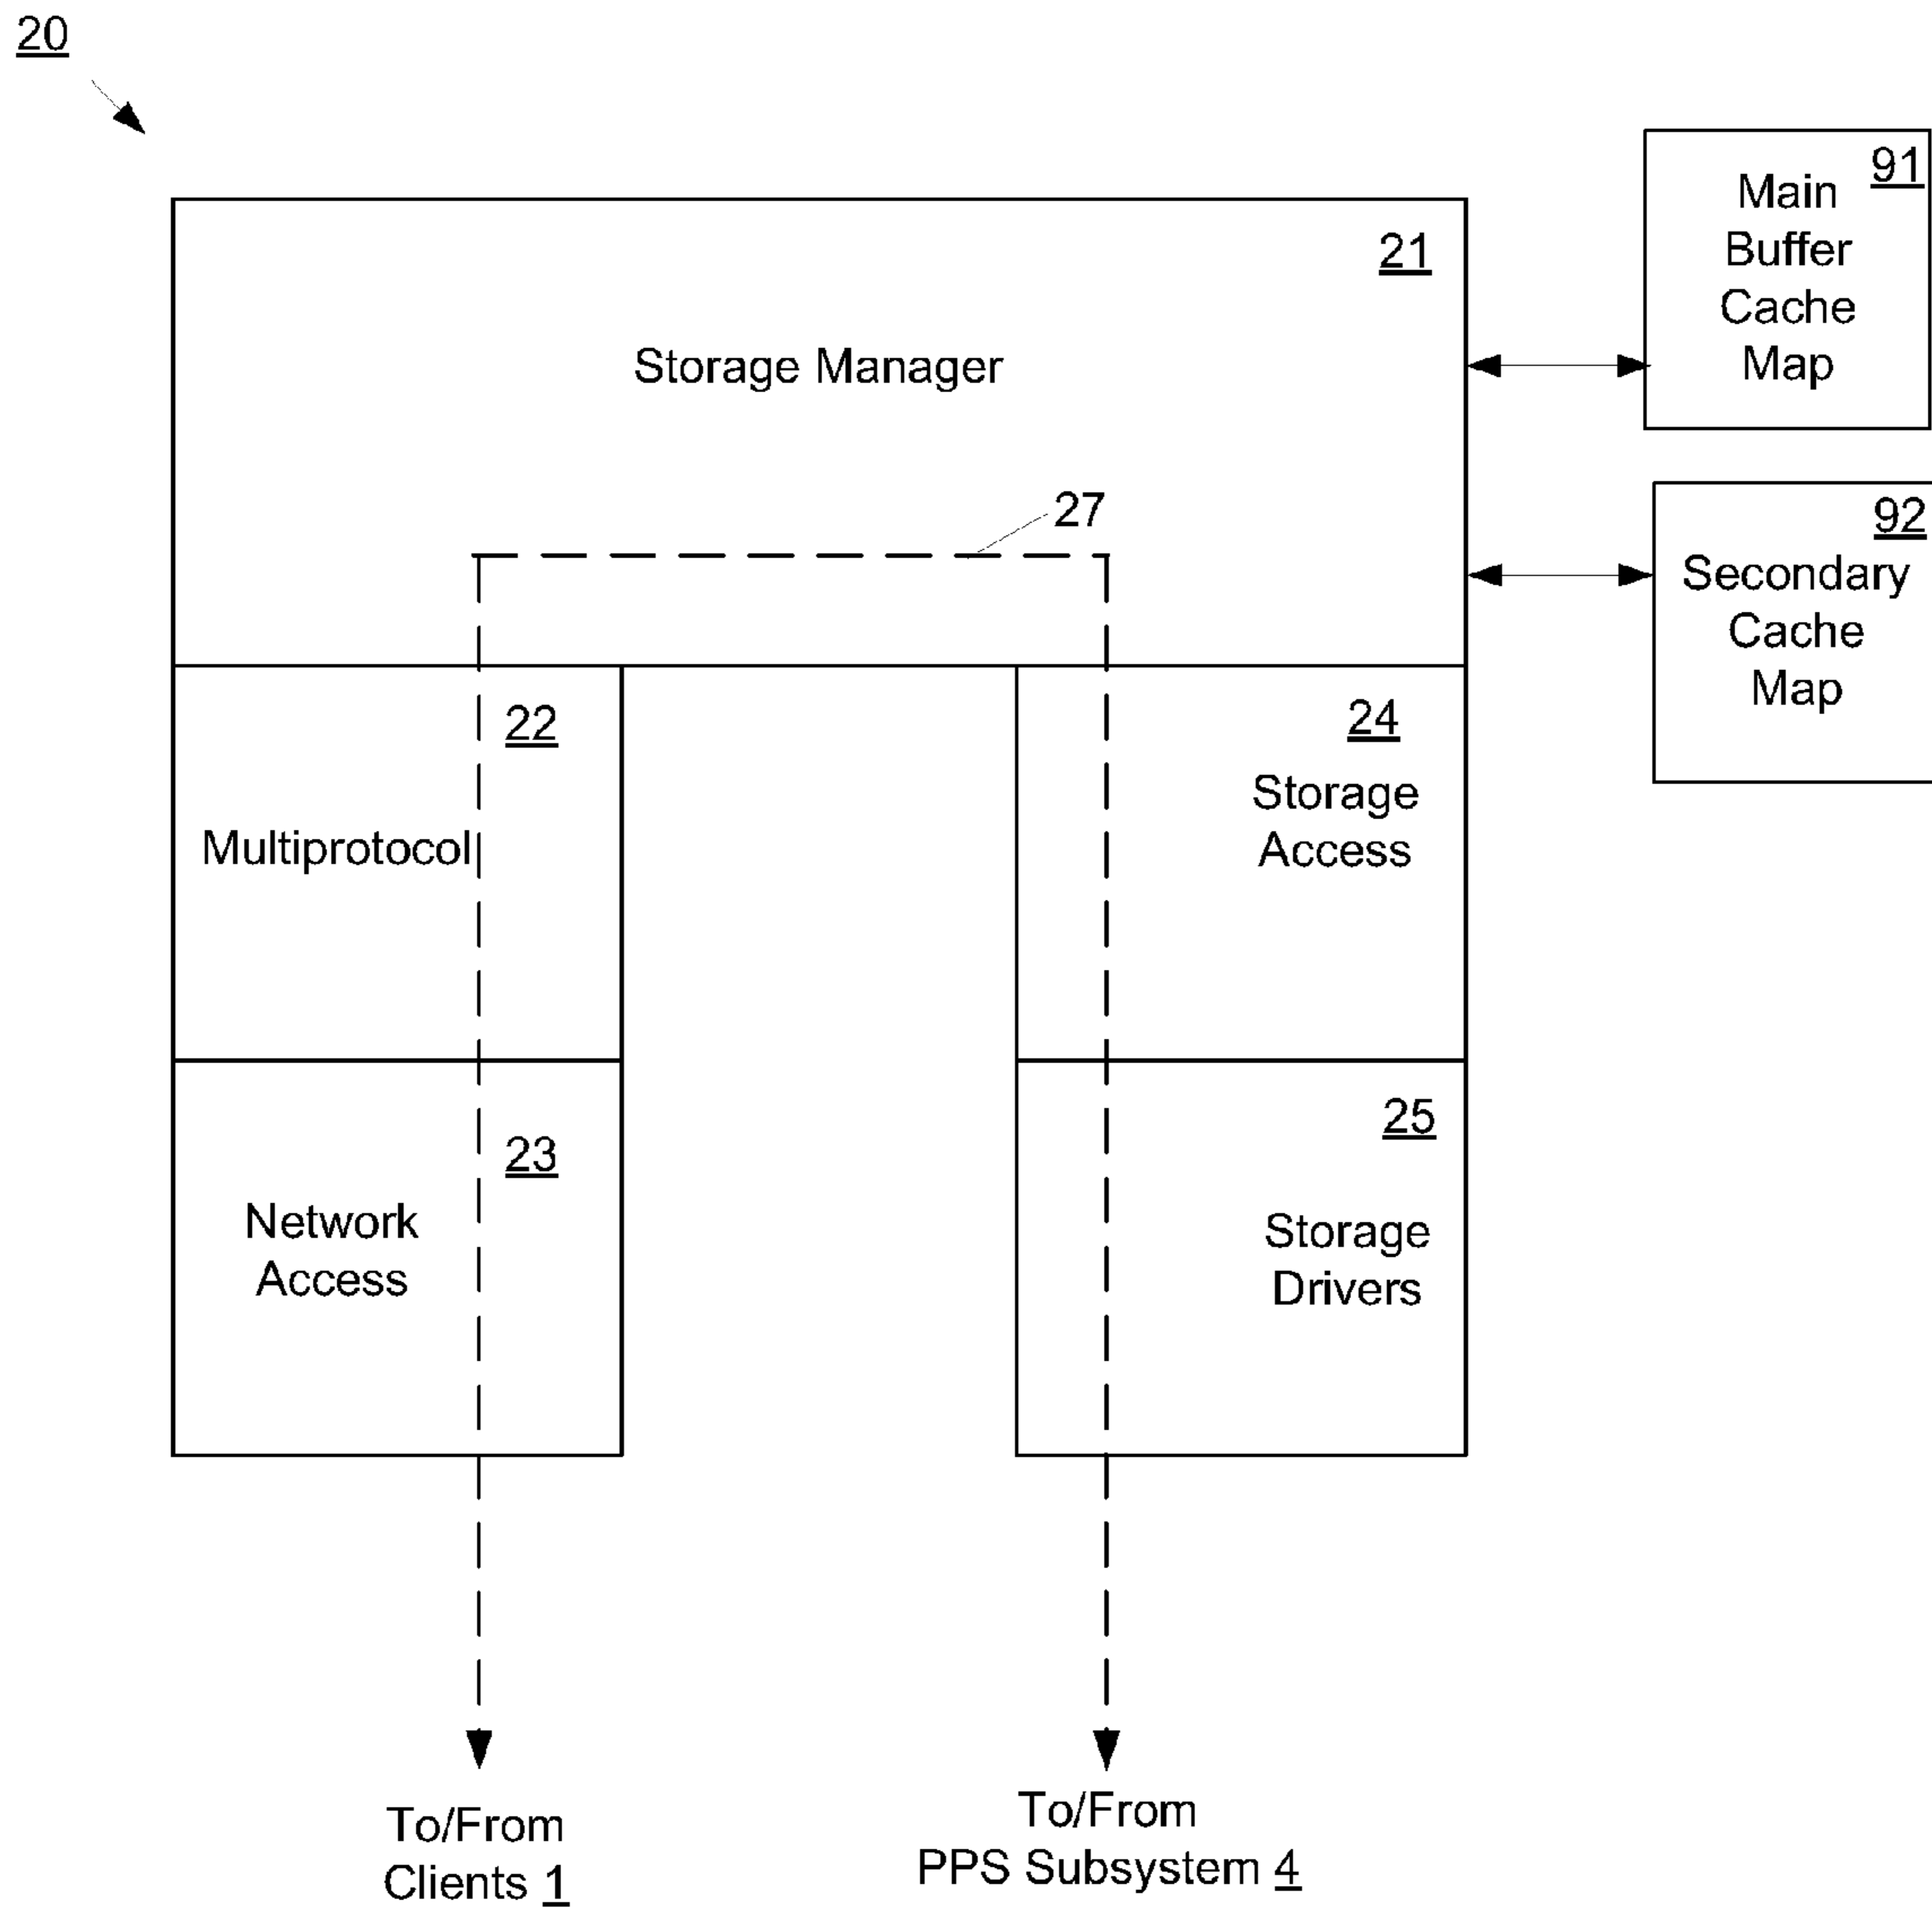 20
91
Main
Buffer
Cache
Map
21
Storage Manager
92
Secondary
Cache
Map
27
22
Multiprotocol
24
Storage
Access
23
Network
Access
25
Storage
Drivers
To/From
Clients 1
To/From
PPS Subsystem 4